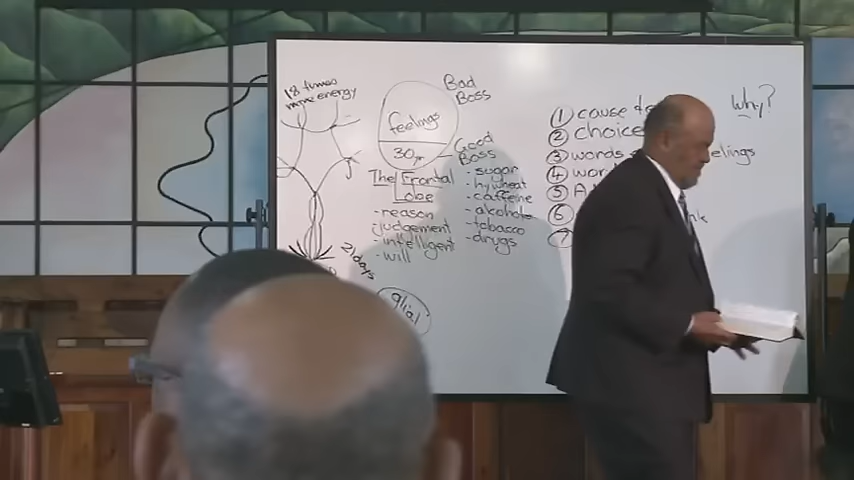 18 times
more energy
21 days
Bad
Boss
feelings
30
Good
Boss
The Frontal
Lobe
- reason
judgement
- intelligent
- will
- sugar
- hy wheat
- caffeine
- alcohol
- tobacco
- drugs
glial
① cause
② choice
③ words
④
⑤
⑥
⑦
Why?